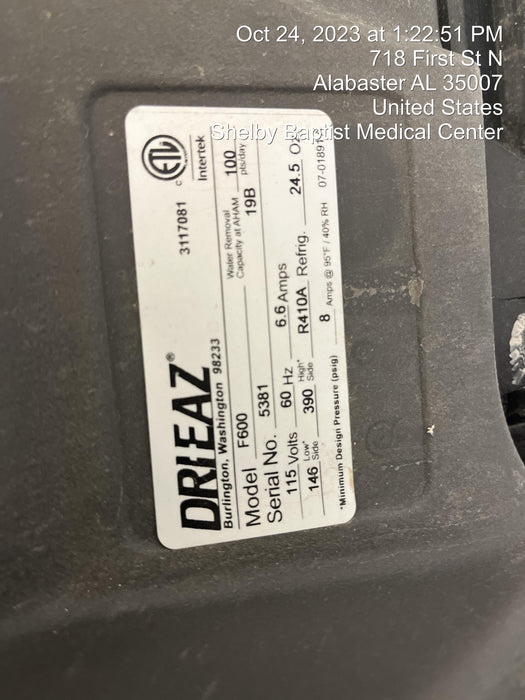 Oct 24, 2023 at 1:22:51 PM
718 First St N
Alabaster AL 35007
United States
Shelby Baptist Medical Center
DRI-EAZ®
Burlington, Washington 98233
3117081
ETL
C
Intertek
Model F600
Water Removal
Capacity at AHAM 100 pts/day
Serial No. 5381 19B
115 Volts 60 Hz 6.6 Amps
146 Low* Side 390 High* Side R410A Refrig. 24.5
8 Amps @ 95°F / 40% RH
*Minimum Design Pressure (psig)